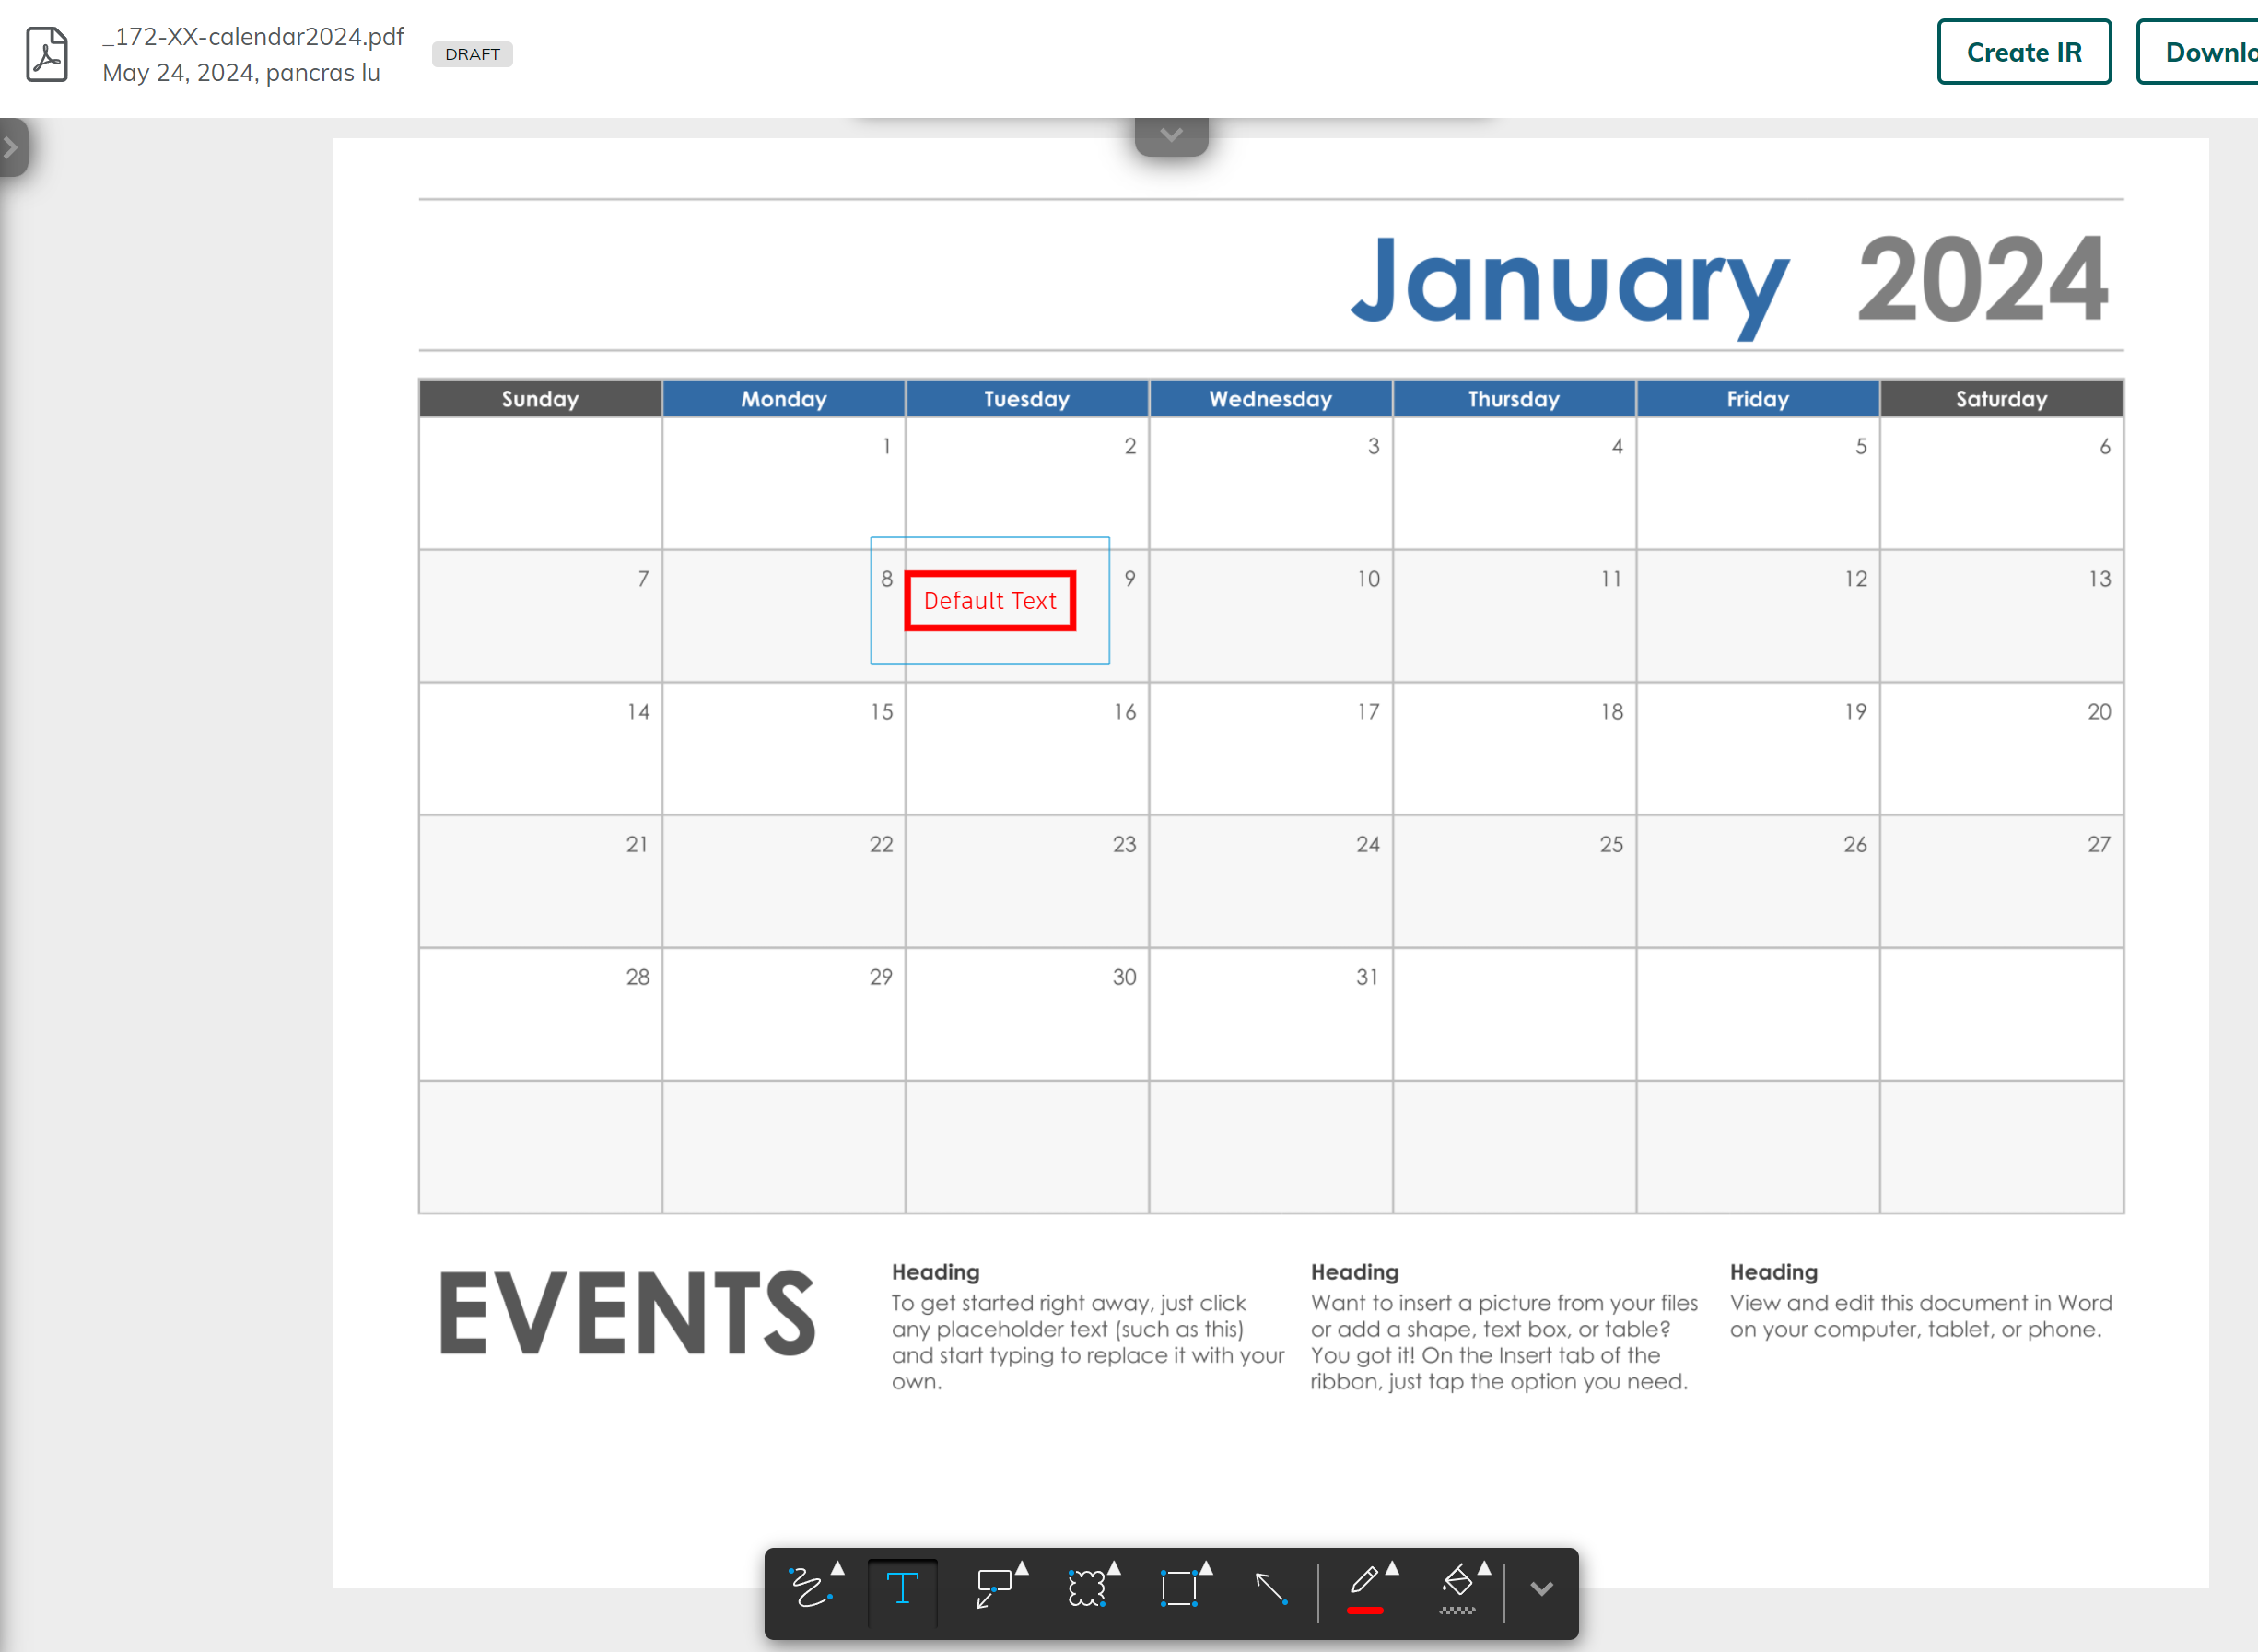 _172-XX-calendar2024.pdf
May 24, 2024, pancras lu
DRAFT
Create IR
January 2024
Sunday Monday Tuesday Wednesday Thursday Friday Saturday
1 2 3 4 5 6
7 8 9 10 11 12 13
Default Text
14 15 16 17 18 19 20
21 22 23 24 25 26 27
28 29 30 31
EVENTS
Heading
To get started right away, just click
any placeholder text (such as this)
and start typing to replace it with your
own.
Heading
Want to insert a picture from your files
or add a shape, text box, or table?
You got it! On the Insert tab of the
ribbon, just tap the option you need.
Heading
View and edit this document in Word
on your computer, tablet, or phone.
T